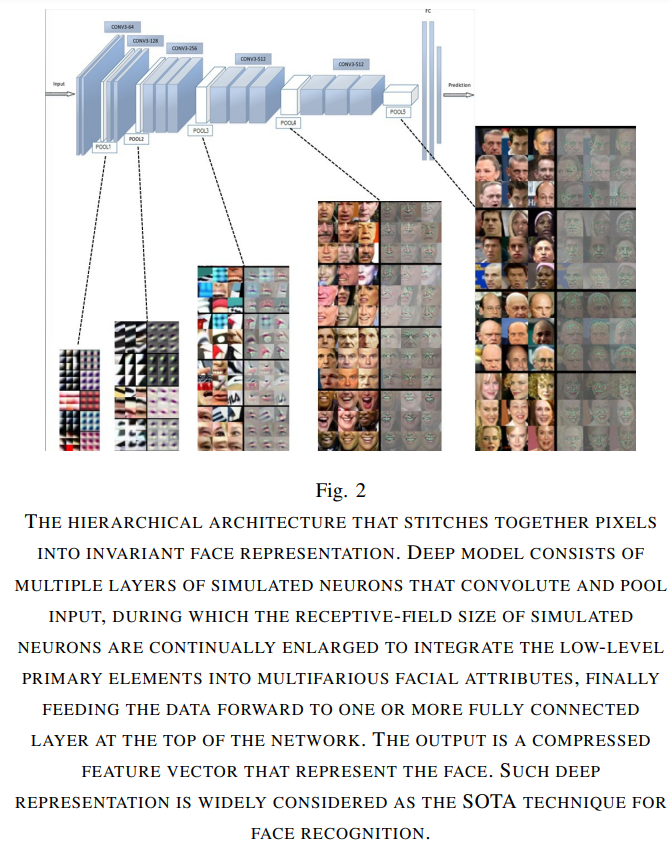 FC
CONV3-64
CONV3-128
CONV3-256
CONV3-512
CONV3-512
Input
Prediction
POOL1
POOL2
POOL3
POOL4
POOL5
Fig. 2
THE HIERARCHICAL ARCHITECTURE THAT STITCHES TOGETHER PIXELS
INTO INVARIANT FACE REPRESENTATION. DEEP MODEL CONSISTS OF
MULTIPLE LAYERS OF SIMULATED NEURONS THAT CONVOLUTE AND POOL
INPUT, DURING WHICH THE RECEPTIVE-FIELD SIZE OF SIMULATED
NEURONS ARE CONTINUALLY ENLARGED TO INTEGRATE THE LOW-LEVEL
PRIMARY ELEMENTS INTO MULTIFARIOUS FACIAL ATTRIBUTES, FINALLY
FEEDING THE DATA FORWARD TO ONE OR MORE FULLY CONNECTED
LAYER AT THE TOP OF THE NETWORK. THE OUTPUT IS A COMPRESSED
FEATURE VECTOR THAT REPRESENT THE FACE. SUCH DEEP
REPRESENTATION IS WIDELY CONSIDERED AS THE SOTA TECHNIQUE FOR
FACE RECOGNITION.